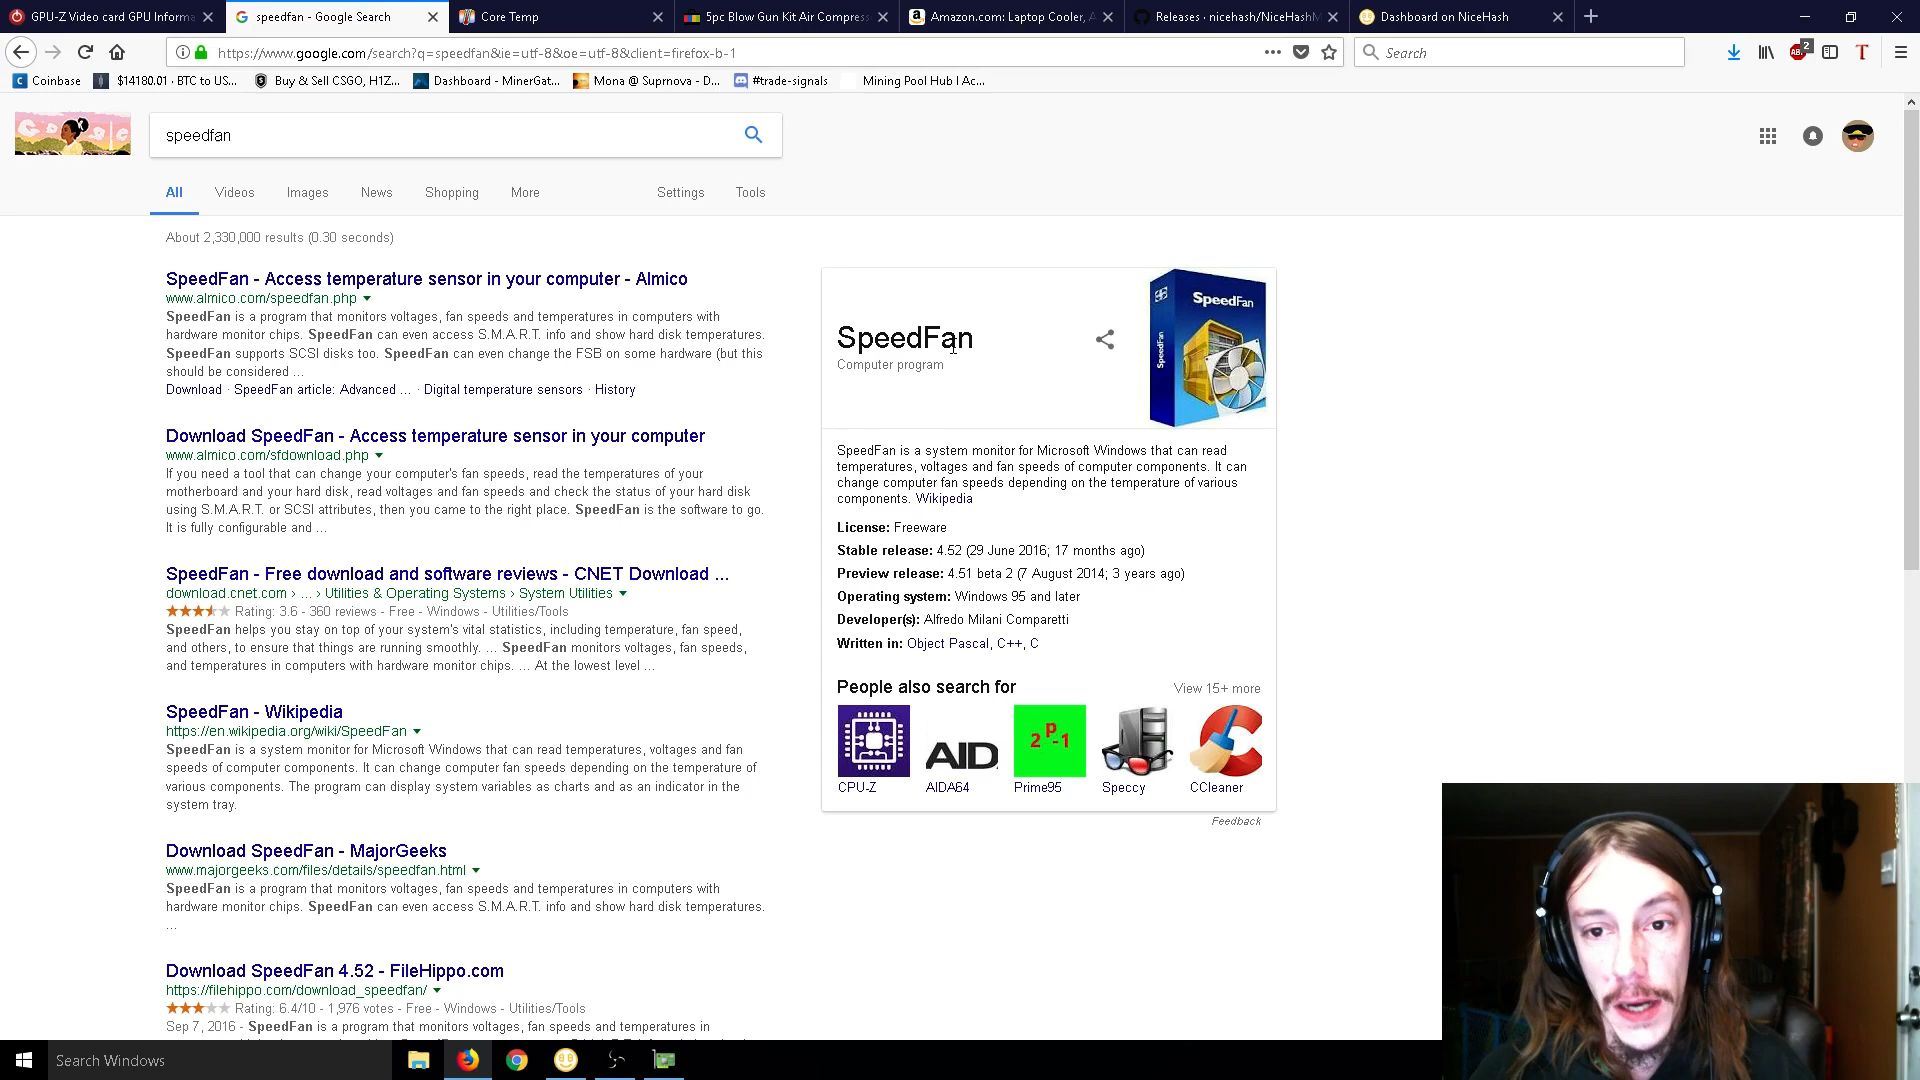 GPU-Z Video card GPU Informa
speedfan - Google Search
Core Temp
5pc Blow Gun Kit Air Compress
Amazon.com: Laptop Cooler, A
Releases · nicehash/NiceHashM
Dashboard on NiceHash
https://www.google.com/search?q=speedfan&ie=utf-8&oe=utf-8&client=firefox-b-1
Search
2
Coinbase
$14180.01 · BTC to US...
Buy & Sell CSGO, H1Z...
Dashboard - MinerGat...
Mona @ Suprnova - D...
#trade-signals
Mining Pool Hub | Ac...
speedfan
All
Videos
Images
News
Shopping
More
Settings
Tools
About 2,330,000 results (0.30 seconds)
SpeedFan - Access temperature sensor in your computer - Almico
www.almico.com/speedfan.php
SpeedFan is a program that monitors voltages, fan speeds and temperatures in computers with
hardware monitor chips. SpeedFan can even access S.M.A.R.T. info and show hard disk temperatures.
SpeedFan supports SCSI disks too. SpeedFan can even change the FSB on some hardware (but this
should be considered ...
Download · SpeedFan article: Advanced ... · Digital temperature sensors · History
Download SpeedFan - Access temperature sensor in your computer
www.almico.com/sfdownload.php
If you need a tool that can change your computer's fan speeds, read the temperatures of your
motherboard and your hard disk, read voltages and fan speeds and check the status of your hard disk
using S.M.A.R.T. or SCSI attributes, then you came to the right place. SpeedFan is the software to go.
It is fully configurable and ...
SpeedFan - Free download and software reviews - CNET Download ...
download.cnet.com › ... › Utilities & Operating Systems › System Utilities
Rating: 3.6 - 360 reviews - Free - Windows - Utilities/Tools
SpeedFan helps you stay on top of your system's vital statistics, including temperature, fan speed,
and others, to ensure that things are running smoothly. ... SpeedFan monitors voltages, fan speeds,
and temperatures in computers with hardware monitor chips. ... At the lowest level ...
SpeedFan - Wikipedia
https://en.wikipedia.org/wiki/SpeedFan
SpeedFan is a system monitor for Microsoft Windows that can read temperatures, voltages and fan
speeds of computer components. It can change computer fan speeds depending on the temperature of
various components. The program can display system variables as charts and as an indicator in the
system tray.
Download SpeedFan - MajorGeeks
www.majorgeeks.com/files/details/speedfan.html
SpeedFan is a program that monitors voltages, fan speeds and temperatures in computers with
hardware monitor chips. SpeedFan can even access S.M.A.R.T. info and show hard disk temperatures.
...
Download SpeedFan 4.52 - FileHippo.com
https://filehippo.com/download_speedfan/
Rating: 6.4/10 - 1,976 votes - Free - Windows - Utilities/Tools
Sep 7, 2016 - SpeedFan is a program that monitors voltages, fan speeds and temperatures in
SpeedFan
Computer program
SpeedFan
SpeedFan
SpeedFan is a system monitor for Microsoft Windows that can read
temperatures, voltages and fan speeds of computer components. It can
change computer fan speeds depending on the temperature of various
components. Wikipedia
License: Freeware
Stable release: 4.52 (29 June 2016; 17 months ago)
Preview release: 4.51 beta 2 (7 August 2014; 3 years ago)
Operating system: Windows 95 and later
Developer(s): Alfredo Milani Comparetti
Written in: Object Pascal, C++, C
People also search for
View 15+ more
AID
2 p -1
CPU-Z
AIDA64
Prime95
Speccy
CCleaner
Feedback
Search Windows